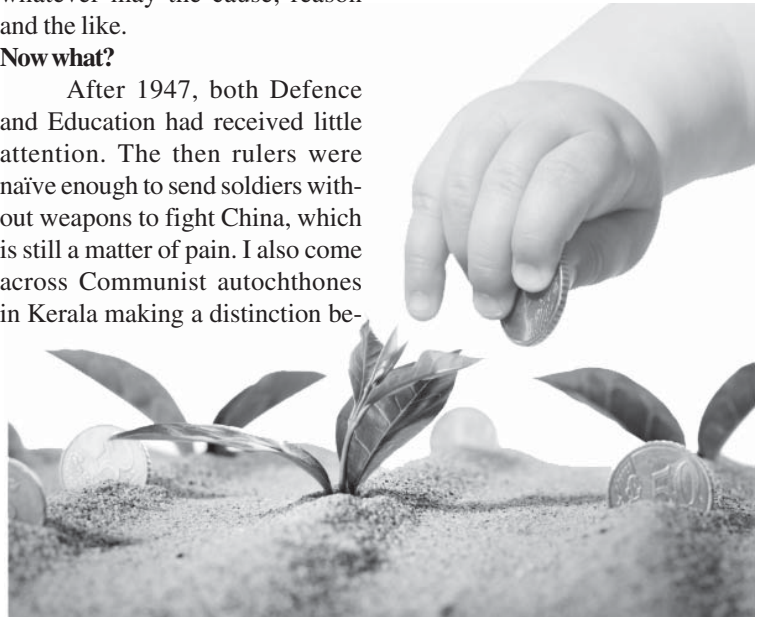 whatever may the cause, reason
and the like.
Now what?
After 1947, both Defence
and Education had received little
attention. The then rulers were
naïve enough to send soldiers with-
out weapons to fight China, which
is still a matter of pain. I also come
across Communist autochthones
in Kerala making a distinction be-
50